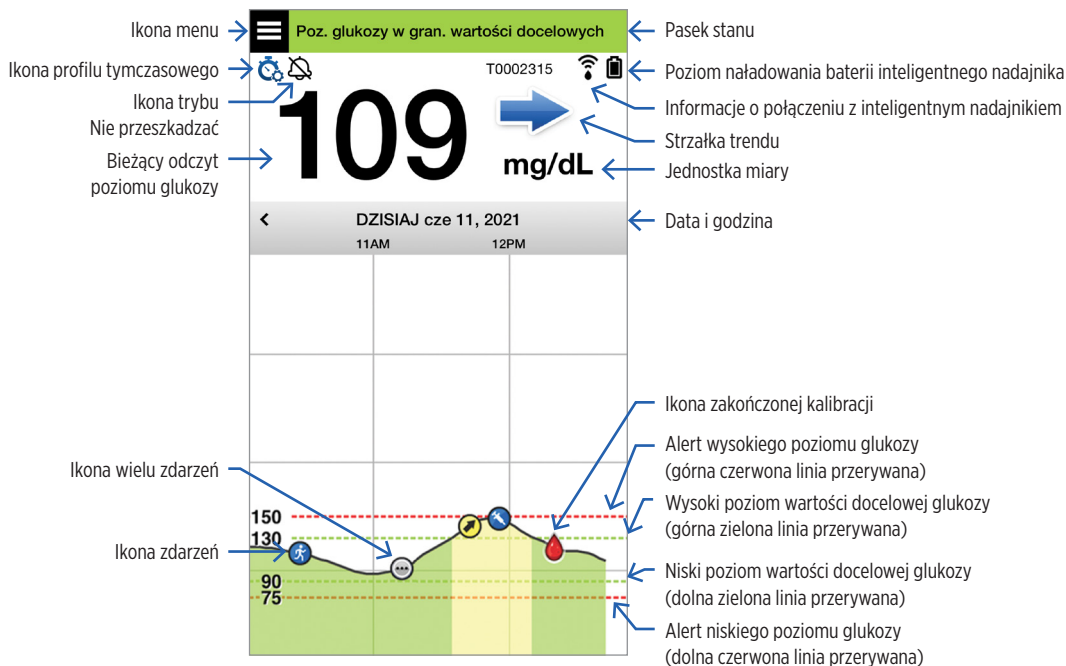 Ikona menu
Ikona profilu tymczasowego
Ikona trybu
Nie przeszkadzać
Bieżący odczyt
poziomu glukozy
Poz. glukozy w gran. wartości docelowych
T0002315
109
mg/dL
Pasek stanu
Poziom naładowania baterii inteligentnego nadajnika
Informacje o połączeniu z inteligentnym nadajnikiem
Strzałka trendu
Jednostka miary
DZISIAJ cze 11, 2021
11AM 12PM
Data i godzina
Ikona wielu zdarzeń
Ikona zdarzeń
150
130
90
75
Ikona zakończonej kalibracji
Alert wysokiego poziomu glukozy
(górna czerwona linia przerywana)
Wysoki poziom wartości docelowej glukozy
(górna zielona linia przerywana)
Niski poziom wartości docelowej glukozy
(dolna zielona linia przerywana)
Alert niskiego poziomu glukozy
(dolna czerwona linia przerywana)